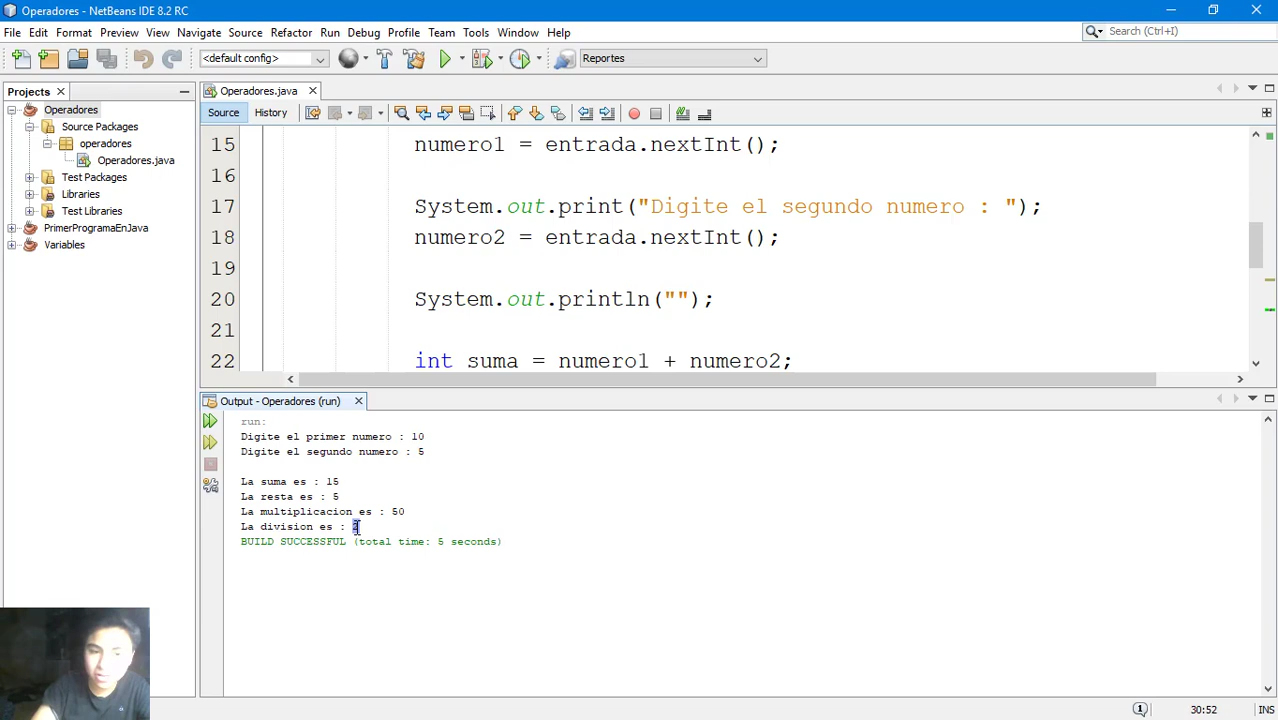 Operadores - NetBeans IDE 8.2 RC
File Edit Format Preview View Navigate Source Refactor Run Debug Profile Team Tools Window Help
Search (Ctrl+I)
<default config>
Reportes
Projects
Operadores.java
Operadores
Source Packages
operadores
Operadores.java
Test Packages
Libraries
Test Libraries
PrimerProgramaEnJava
Variables
Source History
15 numero1 = entrada.nextInt();
16
17 System.out.print("Digite el segundo numero : ");
18 numero2 = entrada.nextInt();
19
20 System.out.println("");
21
22 int suma = numero1 + numero2;
Output - Operadores (run)
run:
Digite el primer numero : 10
Digite el segundo numero : 5
La suma es : 15
La resta es : 5
La multiplicacion es : 50
La division es : 2
BUILD SUCCESSFUL (total time: 5 seconds)
30:52
INS